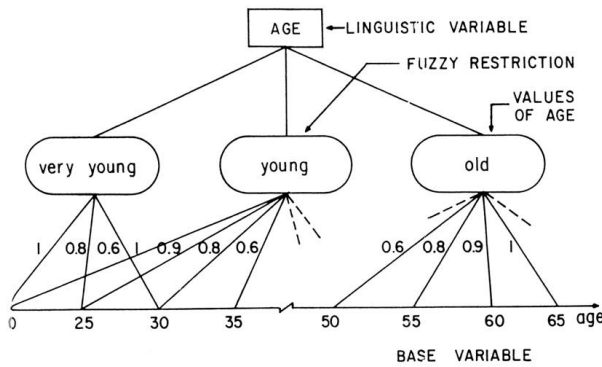 AGE
LINGUISTIC VARIABLE
FUZZY RESTRICTION
VALUES
OF AGE
very young
young
old
1 0.8 0.6 1 0.9 0.8 0.6 0.6 0.8 0.9 1
0 25 30 35 50 55 60 65 age
BASE VARIABLE